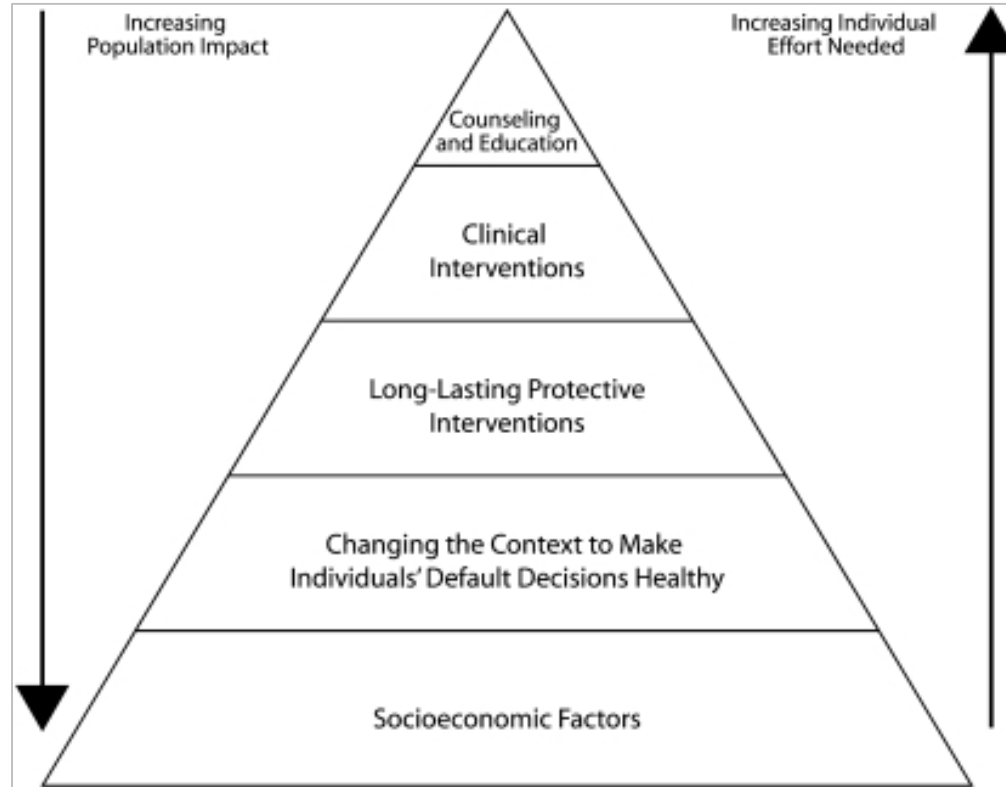 Increasing
Population Impact
Increasing Individual
Effort Needed
Counseling
and Education
Clinical
Interventions
Long-Lasting Protective
Interventions
Changing the Context to Make
Individuals’ Default Decisions Healthy
Socioeconomic Factors